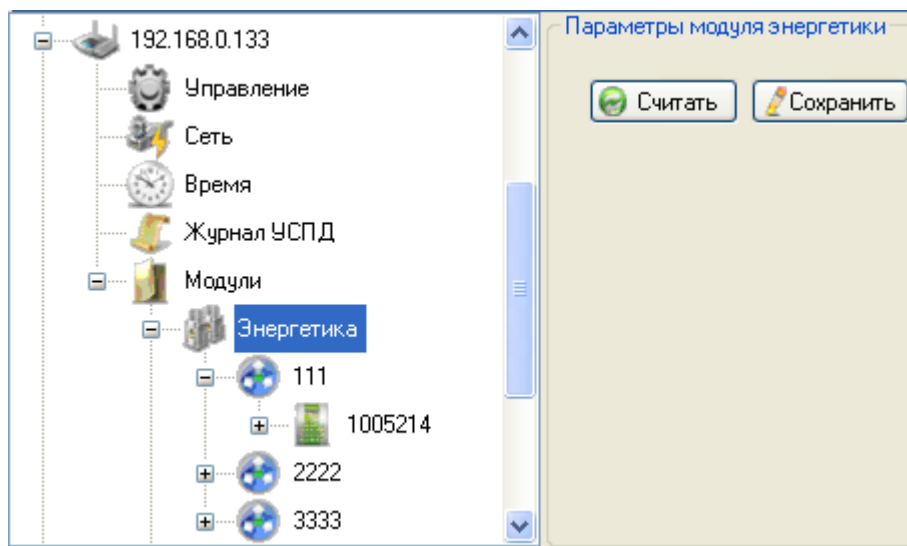 192.168.0.133
Управление
Сеть
Время
Журнал УСПД
Модули
Энергетика
111
1005214
2222
3333
Параметры модуля энергетики
Считать
Сохранить